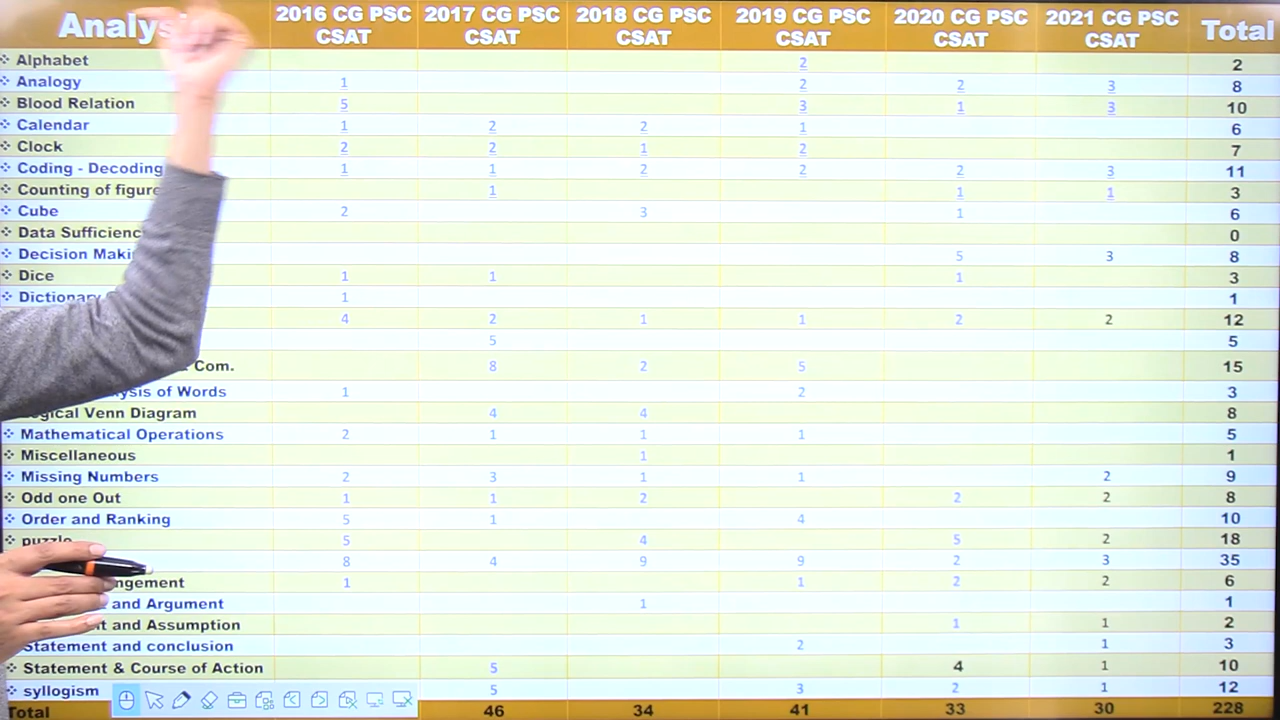 2016 CG PSC CSAT 2017 CG PSC CSAT 2018 CG PSC CSAT 2019 CG PSC CSAT 2020 CG PSC CSAT 2021 CG PSC CSAT Total
Alphabet 2 2
Analogy 1 2 2 3 8
Blood Relation 5 3 1 3 10
Calendar 1 2 2 1 6
Clock 2 2 1 2 7
Coding - Decoding 1 1 2 2 2 3 11
Counting of figure 1 1 1 3
Cube 2 3 1 6
Data 0
Decision 5 3 8
Dice 1 1 1 3
Dictionary 1 1
4 2 1 1 2 2 12
5 5
Com. 8 2 5 15
of Words 1 2 3
Venn Diagram 4 4 8
Mathematical Operations 2 1 1 1 5
Miscellaneous 1 1
Missing Numbers 2 3 1 1 2 9
Odd one Out 1 1 2 2 2 8
Order and Ranking 5 1 4 10
puzzle 5 4 5 2 18
8 4 9 9 2 3 35
1 1 2 2 6
and Argument 1 1
and Assumption 1 1 2
Statement and conclusion 2 1 3
Statement & Course of Action 5 4 1 10
syllogism 5 3 2 1 12
Total 46 34 41 33 30 228